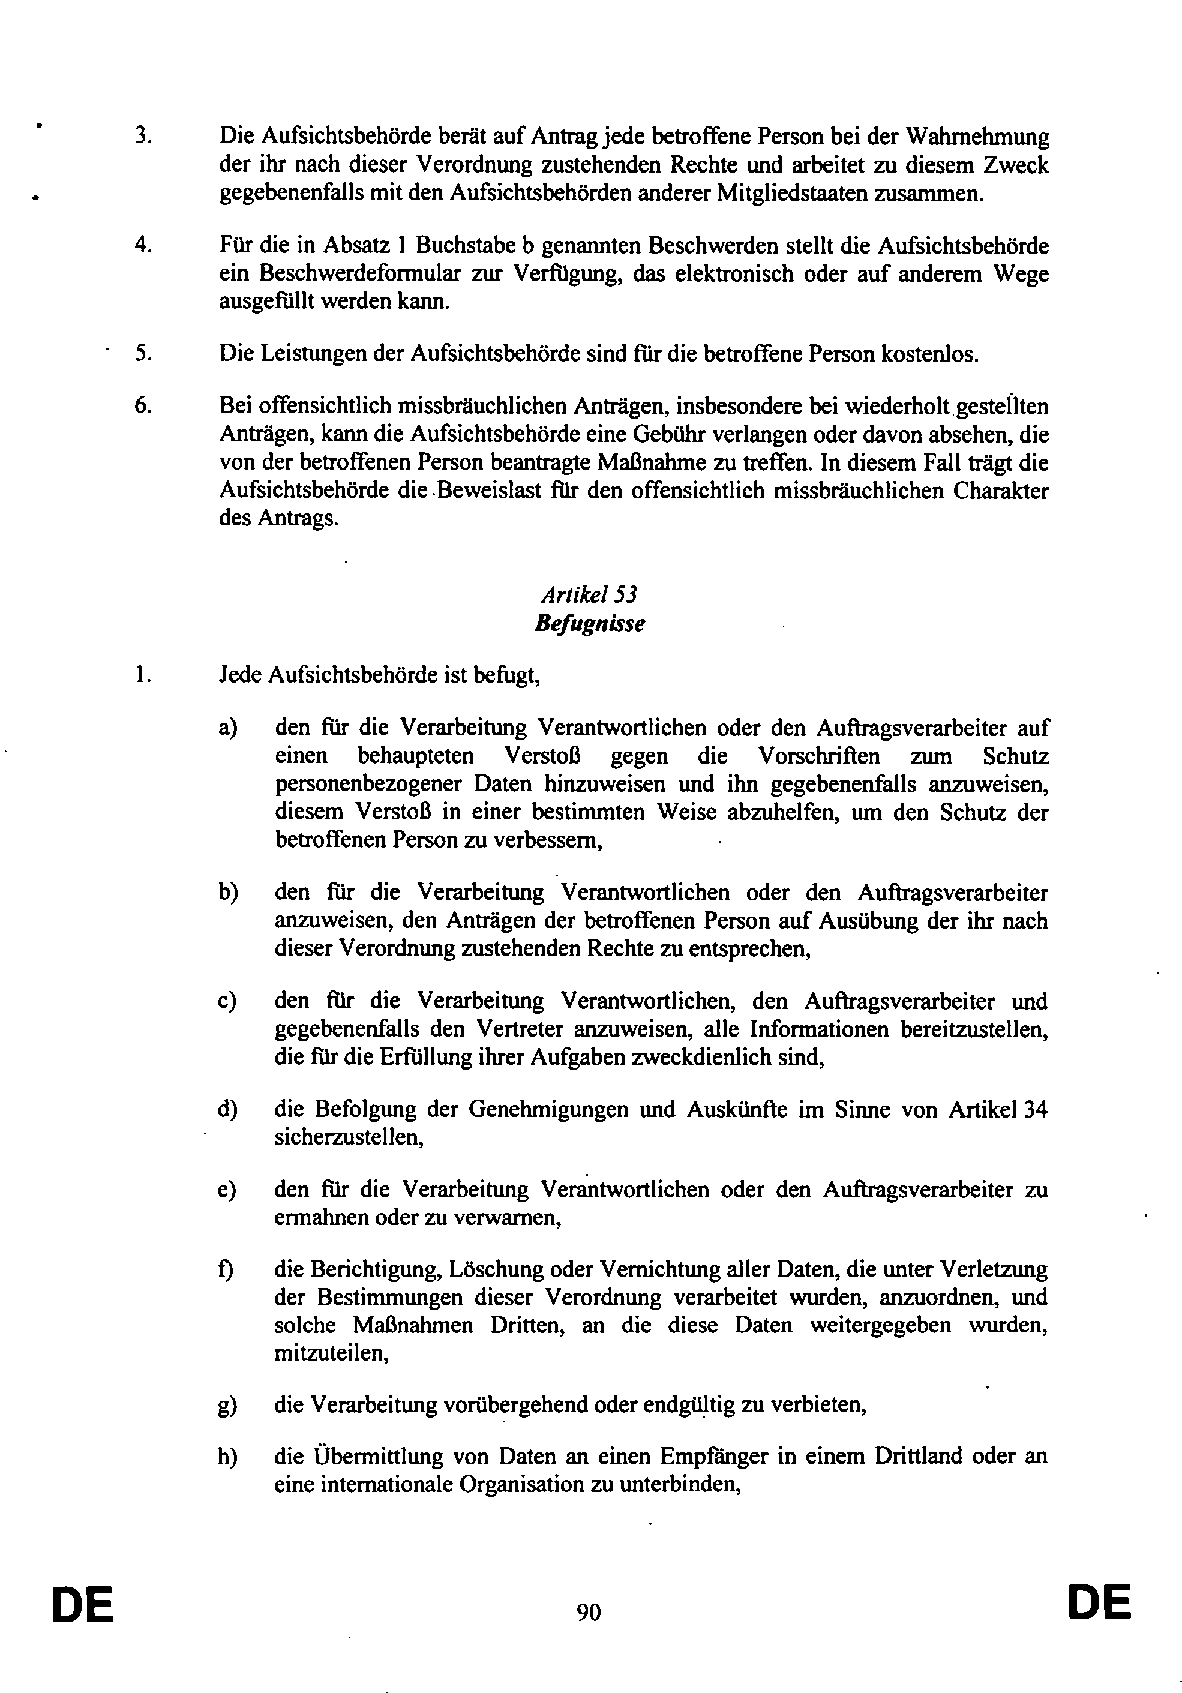 3. Die Aufsichtsbehörde berät auf Antrag jede betroffene Person bei der Wahrnehmung
der ihr nach dieser Verordnung zustehenden Rechte und arbeitet zu diesem Zweck
gegebenenfalls mit den Aufsichtsbehörden anderer Mitgliedstaaten zusammen.
4. Für die in Absatz 1 Buchstabe b genannten Beschwerden stellt die Aufsichtsbehörde
ein Beschwerdeformular zur Verfügung, das elektronisch oder auf anderem Wege
ausgefüllt werden kann.
5. Die Leistungen der Aufsichtsbehörde sind für die betroffene Person kostenlos.
6. Bei offensichtlich missbräuchlichen Anträgen, insbesondere bei wiederholt gestellten
Anträgen, kann die Aufsichtsbehörde eine Gebühr verlangen oder davon absehen, die
von der betroffenen Person beantragte Maßnahme zu treffen. In diesem Fall trägt die
Aufsichtsbehörde die Beweislast für den offensichtlich missbräuchlichen Charakter
des Antrags.
Artikel 53
Befugnisse
1. Jede Aufsichtsbehörde ist befugt,
a) den für die Verarbeitung Verantwortlichen oder den Auftragsverarbeiter auf
einen behaupteten Verstoß gegen die Vorschriften zum Schutz
personenbezogener Daten hinzuweisen und ihn gegebenenfalls anzuweisen,
diesem Verstoß in einer bestimmten Weise abzuhelfen, um den Schutz der
betroffenen Person zu verbessern,
b) den für die Verarbeitung Verantwortlichen oder den Auftragsverarbeiter
anzuweisen, den Anträgen der betroffenen Person auf Ausübung der ihr nach
dieser Verordnung zustehenden Rechte zu entsprechen,
c) den für die Verarbeitung Verantwortlichen, den Auftragsverarbeiter und
gegebenenfalls den Vertreter anzuweisen, alle Informationen bereitzustellen,
die für die Erfüllung ihrer Aufgaben zweckdienlich sind,
d) die Befolgung der Genehmigungen und Auskünfte im Sinne von Artikel 34
sicherzustellen,
e) den für die Verarbeitung Verantwortlichen oder den Auftragsverarbeiter zu
ermahnen oder zu verwarnen,
f) die Berichtigung, Löschung oder Vernichtung aller Daten, die unter Verletzung
der Bestimmungen dieser Verordnung verarbeitet wurden, anzuordnen, und
solche Maßnahmen Dritten, an die diese Daten weitergegeben wurden,
mitzuteilen,
g) die Verarbeitung vorübergehend oder endgültig zu verbieten,
h) die Übermittlung von Daten an einen Empfänger in einem Drittland oder an
eine internationale Organisation zu unterbinden,
DE 90 DE